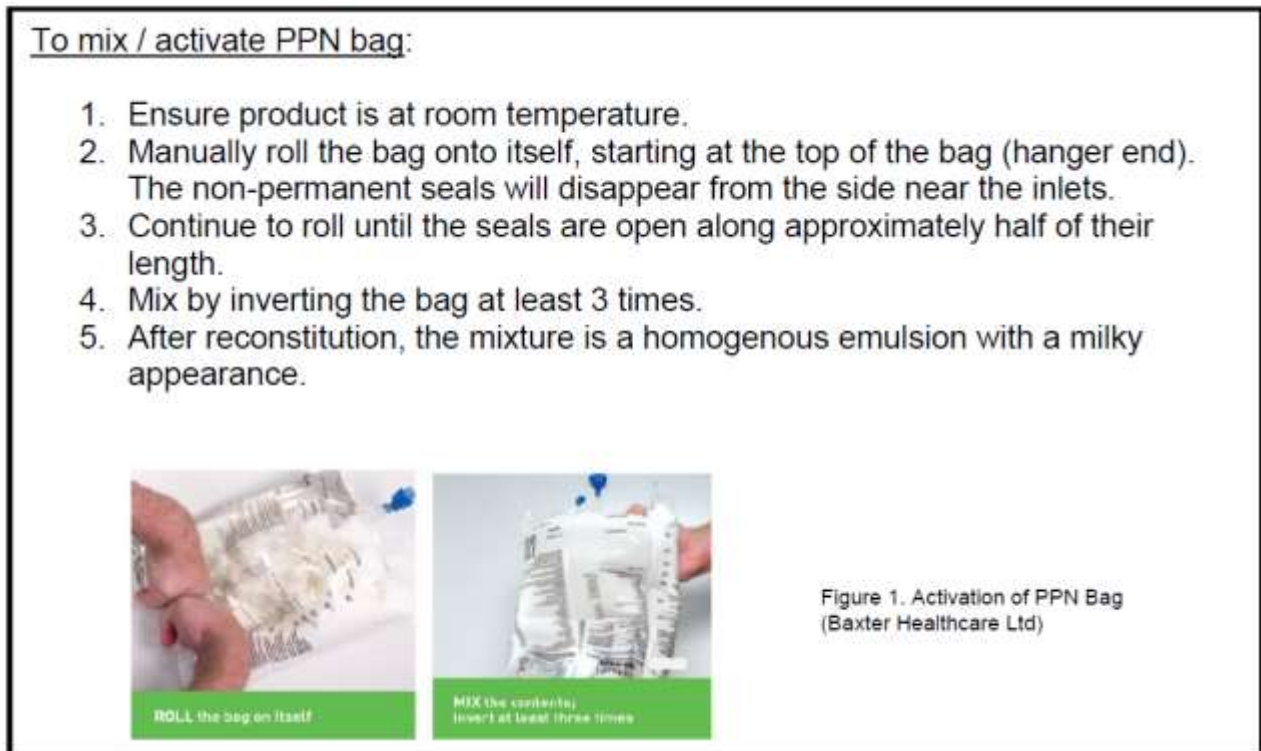 To mix / activate PPN bag:
1. Ensure product is at room temperature.
2. Manually roll the bag onto itself, starting at the top of the bag (hanger end).
The non-permanent seals will disappear from the side near the inlets.
3. Continue to roll until the seals are open along approximately half of their
length.
4. Mix by inverting the bag at least 3 times.
5. After reconstitution, the mixture is a homogenous emulsion with a milky
appearance.
ROLL the bag on itself
MIX the contents;
invert at least three times
Figure 1. Activation of PPN Bag
(Baxter Healthcare Ltd)